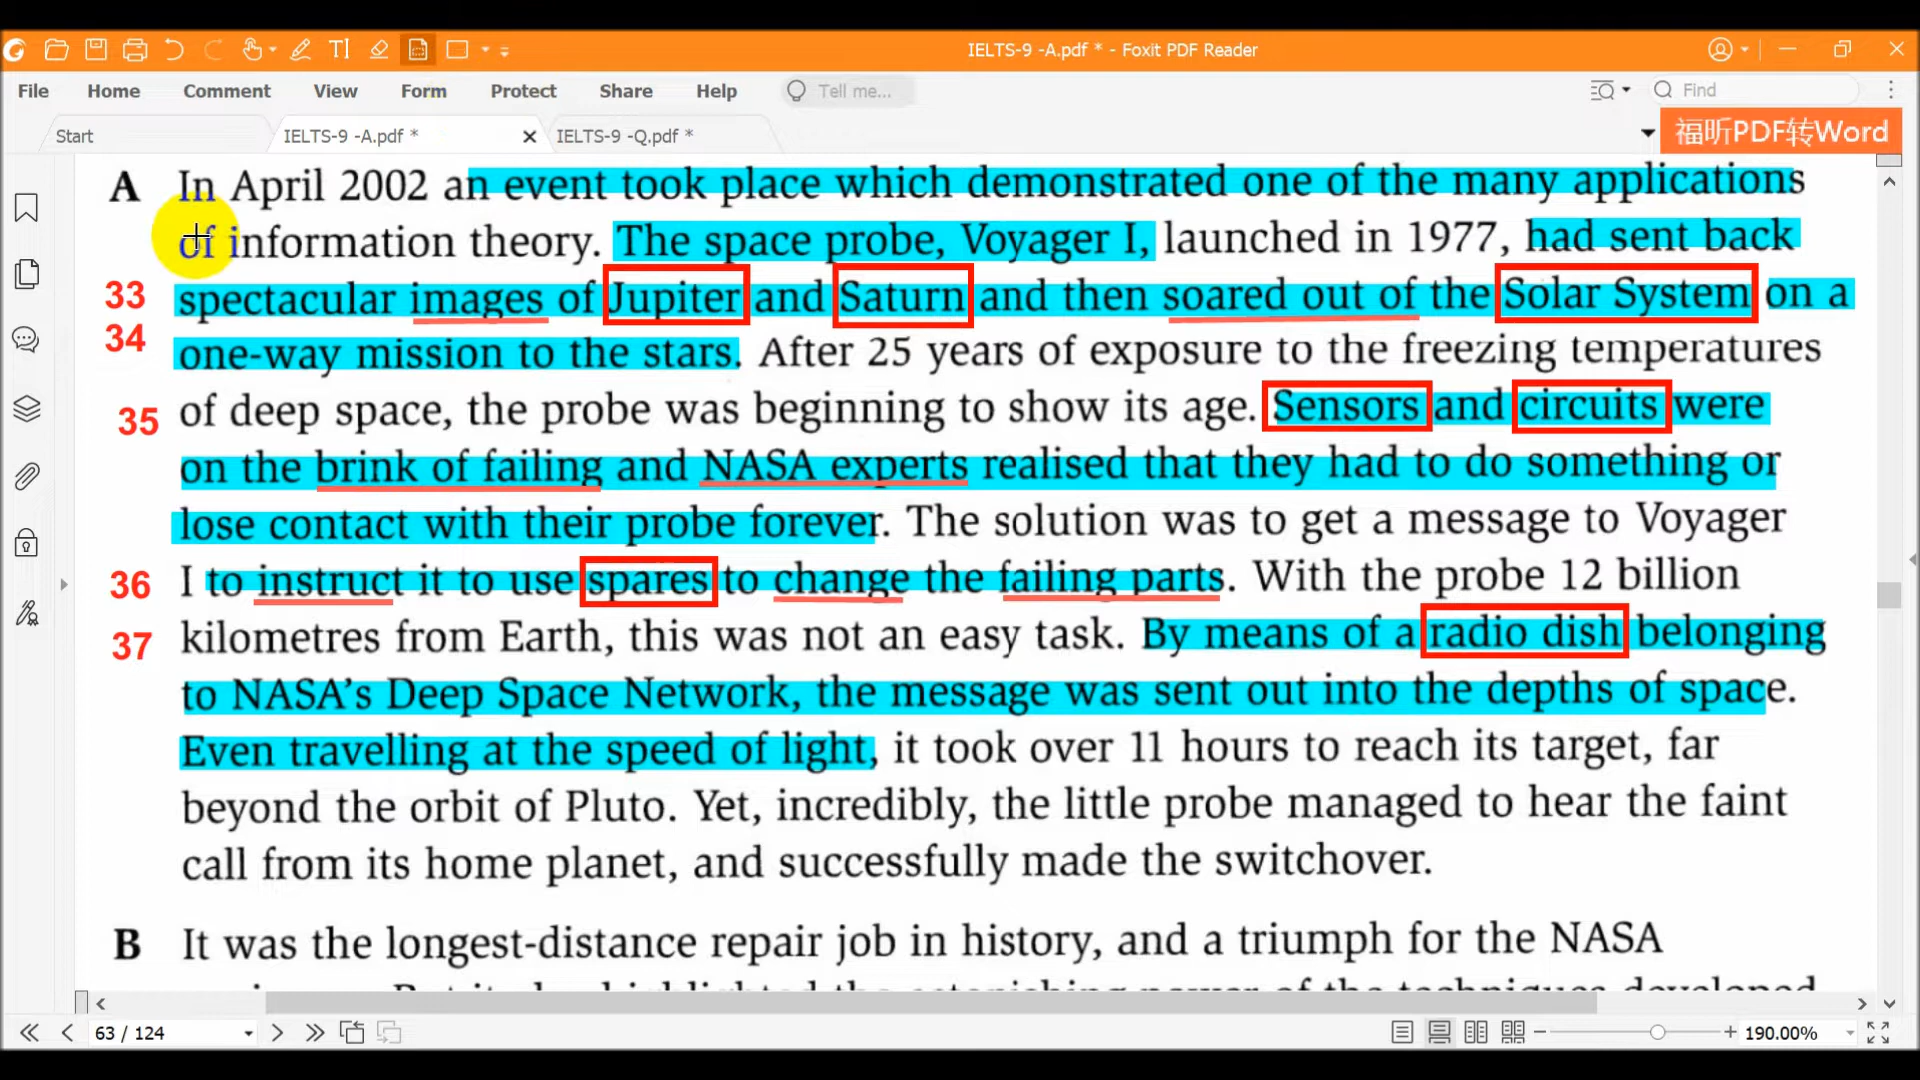 IELTS-9 -A.pdf * - Foxit PDF Reader
File Home Comment View Form Protect Share Help Tell me... Find
Start IELTS-9 -A.pdf * IELTS-9 -Q.pdf * 福昕PDF转Word
A In April 2002 an event took place which demonstrated one of the many applications
of information theory. The space probe, Voyager I, launched in 1977, had sent back
33 spectacular images of Jupiter and Saturn and then soared out of the Solar System on a
34 one-way mission to the stars. After 25 years of exposure to the freezing temperatures
35 of deep space, the probe was beginning to show its age. Sensors and circuits were
on the brink of failing and NASA experts realised that they had to do something or
lose contact with their probe forever. The solution was to get a message to Voyager
36 I to instruct it to use spares to change the failing parts. With the probe 12 billion
37 kilometres from Earth, this was not an easy task. By means of a radio dish belonging
to NASA's Deep Space Network, the message was sent out into the depths of space.
Even travelling at the speed of light, it took over 11 hours to reach its target, far
beyond the orbit of Pluto. Yet, incredibly, the little probe managed to hear the faint
call from its home planet, and successfully made the switchover.
B It was the longest-distance repair job in history, and a triumph for the NASA
63 / 124 190.00%